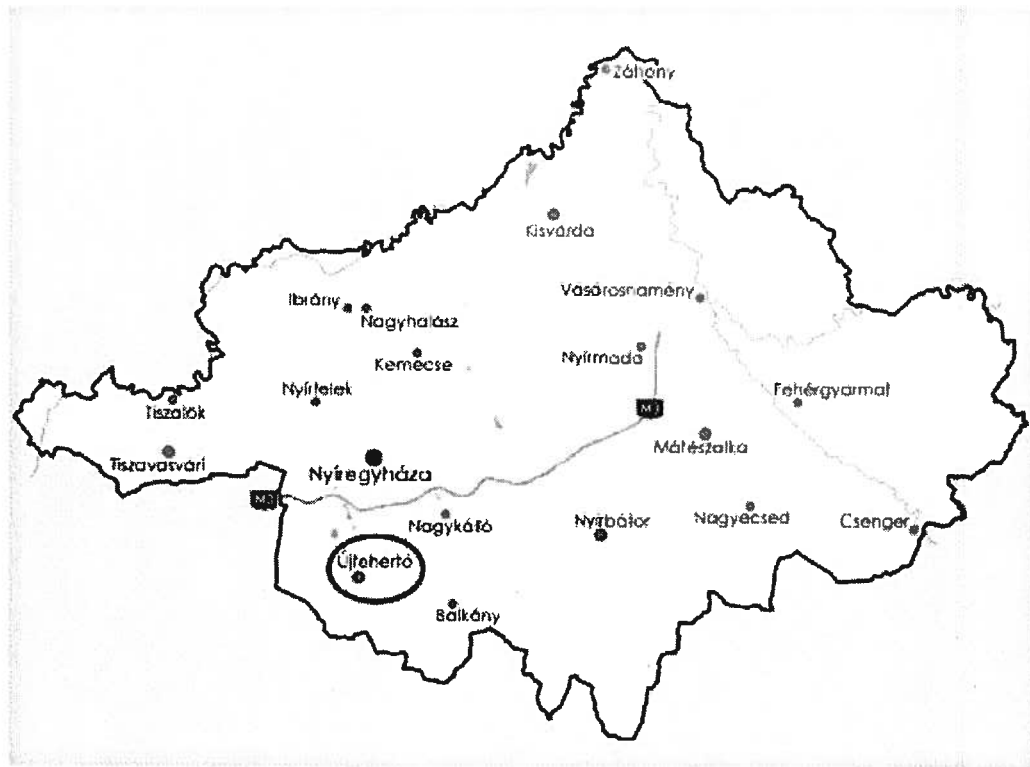 Záhony
Kisvárda
Vásárosnamény
Ibrány
Nagyhalász
Kemecse
Nyírmada
Nyírtelek
Fehérgyarmat
Tiszalök
M3
Mátészalka
Tiszavasvári
Nyíregyháza
M3
Nagykálló
Nyírbátor
Nagyecsed
Csenger
Újfehértó
Balkány